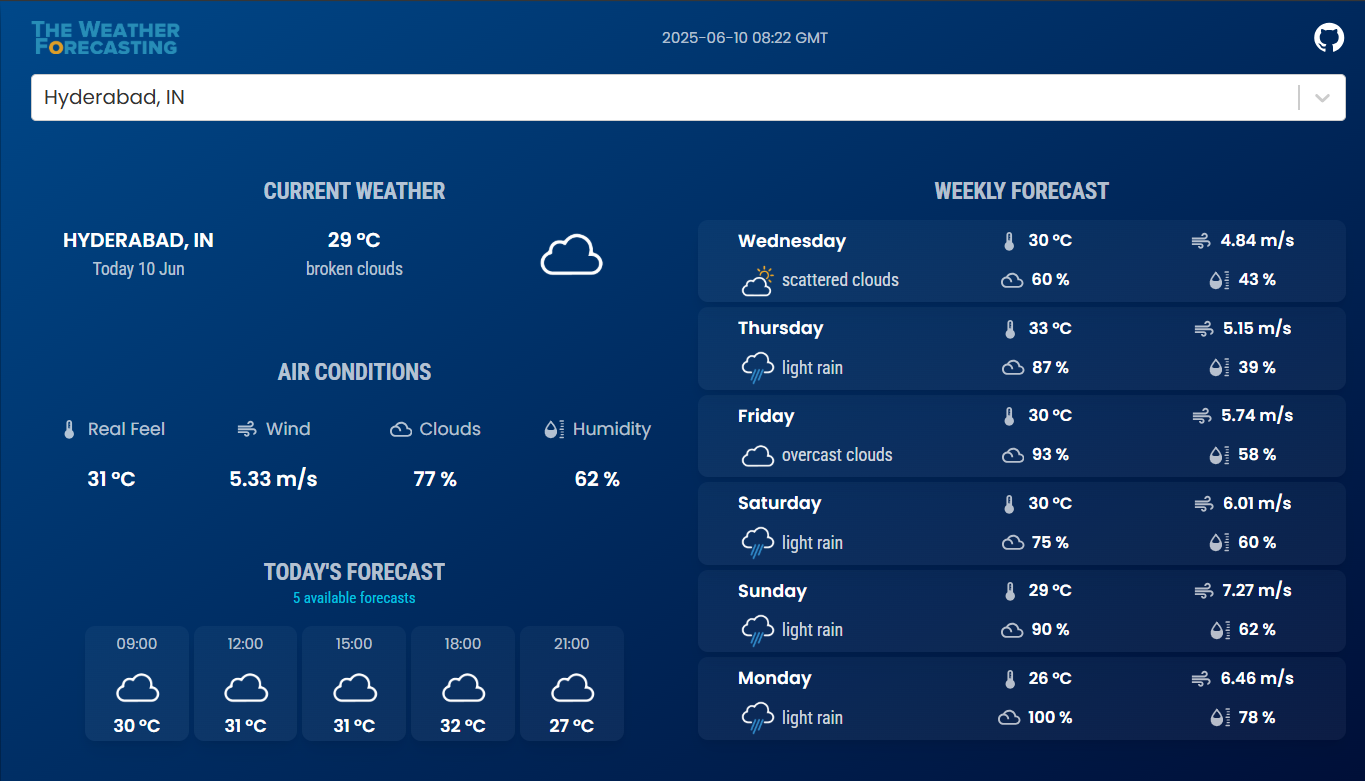 THE WEATHER
FORECASTING
2025-06-10 08:22 GMT
Hyderabad, IN
CURRENT WEATHER
HYDERABAD, IN
Today 10 Jun
29 °C
broken clouds
AIR CONDITIONS
Real Feel
31 °C
Wind
5.33 m/s
Clouds
77 %
Humidity
62 %
TODAY'S FORECAST
5 available forecasts
09:00
30 °C
12:00
31 °C
15:00
31 °C
18:00
32 °C
21:00
27 °C
WEEKLY FORECAST
Wednesday 30 °C 4.84 m/s
scattered clouds 60 % 43 %
Thursday 33 °C 5.15 m/s
light rain 87 % 39 %
Friday 30 °C 5.74 m/s
overcast clouds 93 % 58 %
Saturday 30 °C 6.01 m/s
light rain 75 % 60 %
Sunday 29 °C 7.27 m/s
light rain 90 % 62 %
Monday 26 °C 6.46 m/s
light rain 100 % 78 %